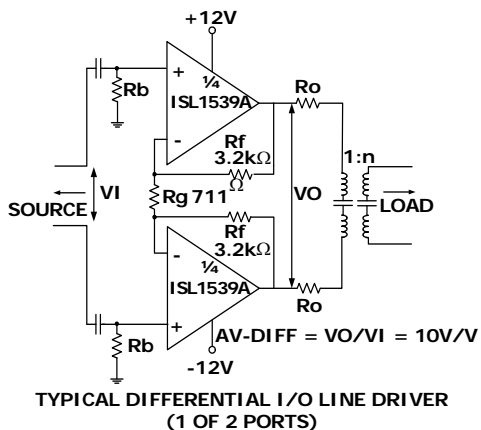 +12V
+
Rb
¼
ISL1539A
Ro
-
Rf
3.2kΩ
1:n
VI
Rg 711
Ω
VO
SOURCE
LOAD
Rf
3.2kΩ
-
¼
ISL1539A
Ro
+
AV-DIFF = VO/VI = 10V/V
Rb
-12V
TYPICAL DIFFERENTIAL I/O LINE DRIVER
(1 OF 2 PORTS)